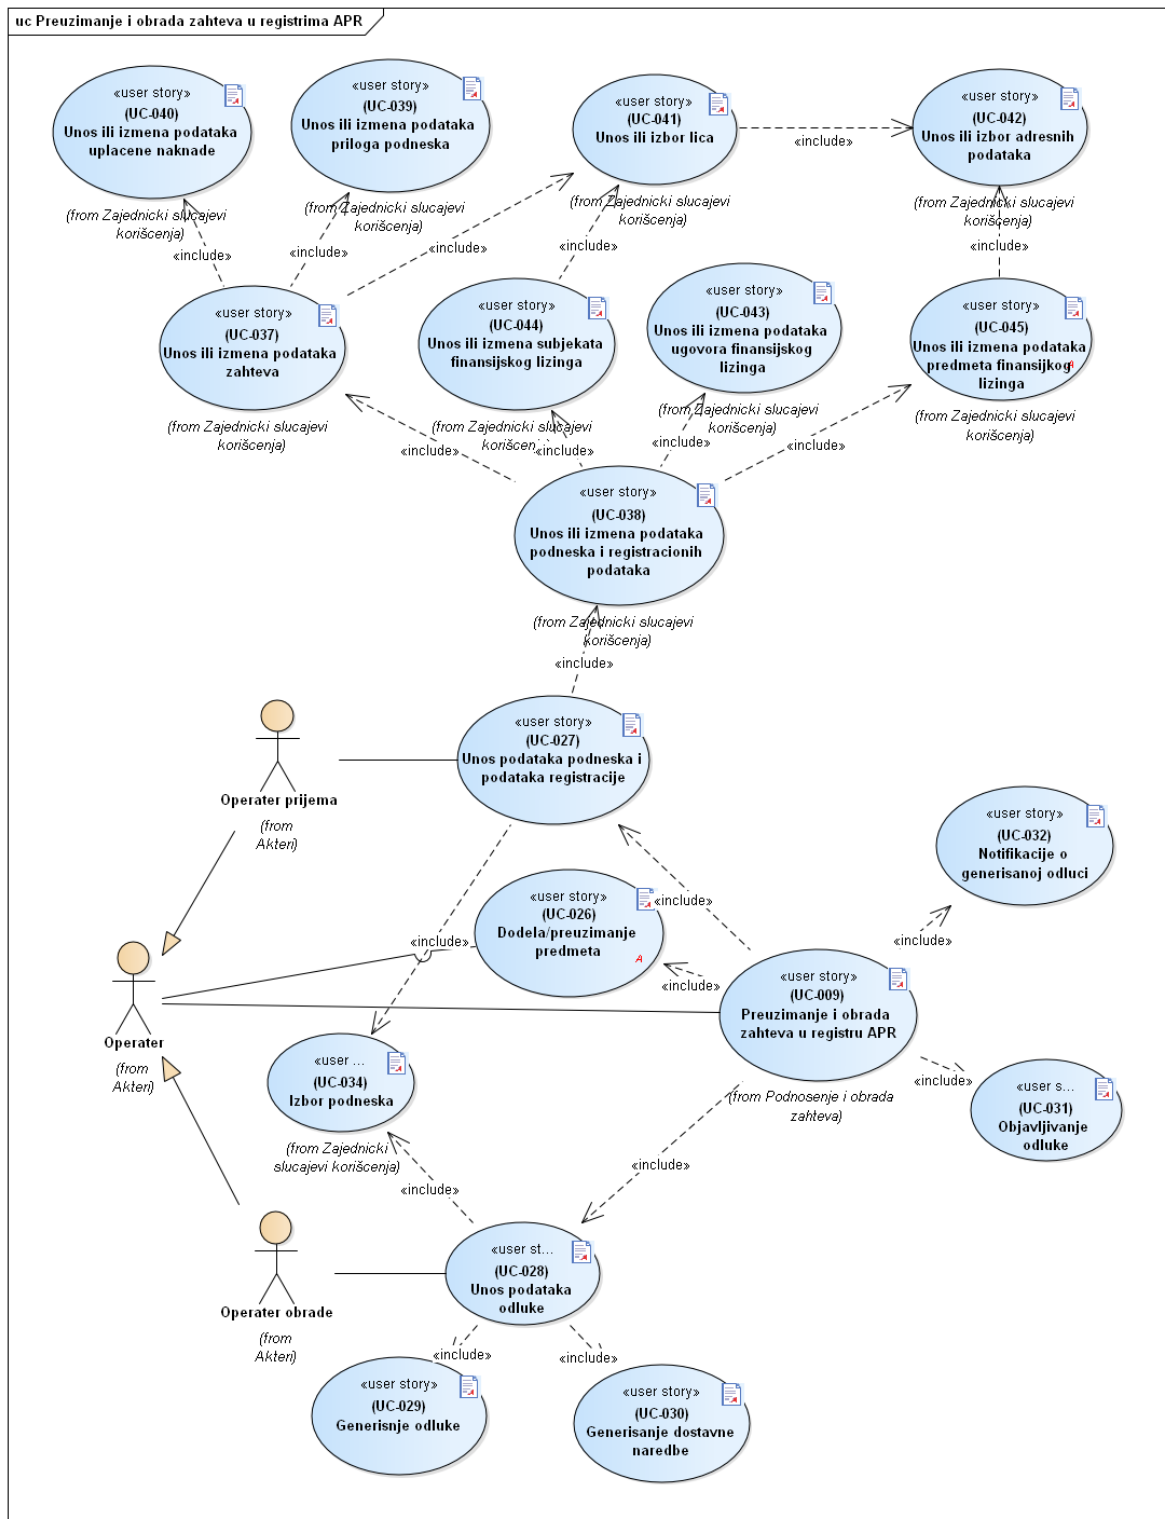 uc Preuzimanje i obrada zahteva u registrima APR
«user story»
(UC-040)
Unos ili izmena podataka
uplacene naknade
(from Zajednicki slucajevi
korišcenja)
«user story»
(UC-039)
Unos ili izmena podataka
priloga podneska
(from Zajednicki slucajevi
korišcenja)
«user story»
(UC-041)
Unos ili izbor lica
(from Zajednicki slucajevi
korišcenja)
«include»
«user story»
(UC-042)
Unos ili izbor adresnih
podataka
(from Zajednicki slucajevi
korišcenja)
«include»
«include»
«include»
«include»
«include»
«user story»
(UC-037)
Unos ili izmena podataka
zahteva
(from Zajednicki slucajevi
korišcenja)
«user story»
(UC-044)
Unos ili izmena subjekata
finansijskog lizinga
(from Zajednicki slucajevi
korišcenja)
«user story»
(UC-043)
Unos ili izmena podataka
ugovora finansijskog
lizinga
(from Zajednicki slucajevi
korišcenja)
«user story»
(UC-045)
Unos ili izmena podataka
predmeta finansijkog
lizinga
A
(from Zajednicki slucajevi
korišcenja)
«include»
«include»
«include»
«include»
«user story»
(UC-038)
Unos ili izmena podataka
podneska i registracionih
podataka
(from Zajednicki slucajevi
korišcenja)
«include»
«user story»
(UC-027)
Unos podataka podneska i
podataka registracije
Operater prijema
(from
Akteri)
«user story»
(UC-032)
Notifikacije o
generisanoj odluci
«user story»
(UC-026)
Dodela/preuzimanje
predmeta
A
«include»
«include»
«include»
«include»
«user story»
(UC-009)
Preuzimanje i obrada
zahteva u registru APR
(from Podnosenje i obrada
zahteva)
Operater
(from
Akteri)
«user ...
(UC-034)
Izbor podneska
(from Zajednicki
slucajevi korišcenja)
«include»
«user s...
(UC-031)
Objavljivanje
odluke
«include»
«include»
Operater obrade
(from
Akteri)
«user st...
(UC-028)
Unos podataka
odluke
«include»
«include»
«user story»
(UC-029)
Generisnje odluke
«user story»
(UC-030)
Generisanje dostavne
naredbe